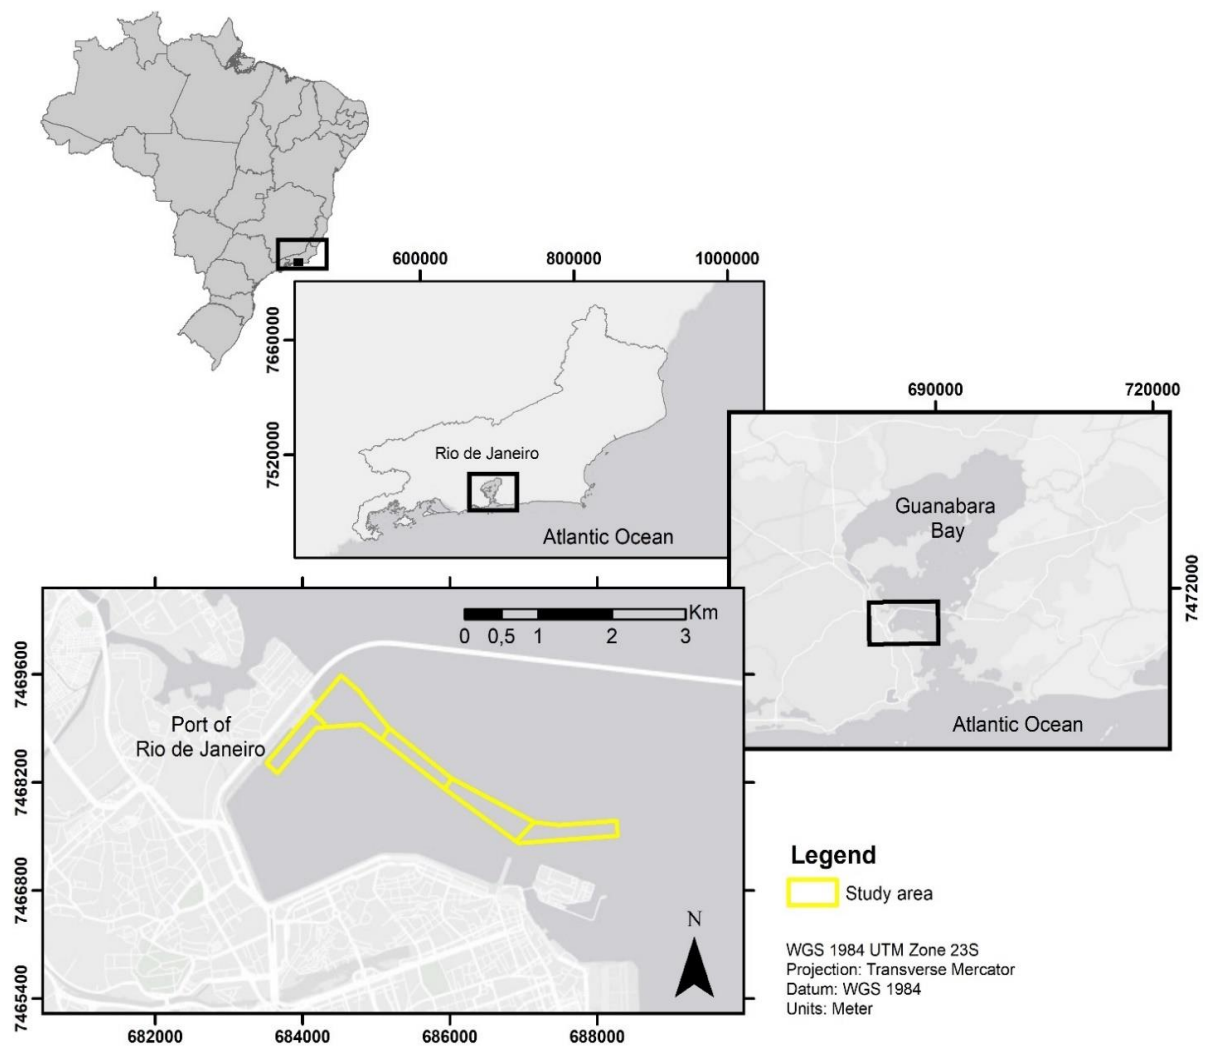 600000
800000
1000000
7660000
7520000
Rio de Janeiro
Atlantic Ocean
690000
720000
7472000
Guanabara
Bay
Atlantic Ocean
Km
0
0,5
1
2
3
7469600
7468200
7466800
7465400
Port of
Rio de Janeiro
N
682000
684000
686000
688000
Legend
Study area
WGS 1984 UTM Zone 23S
Projection: Transverse Mercator
Datum: WGS 1984
Units: Meter